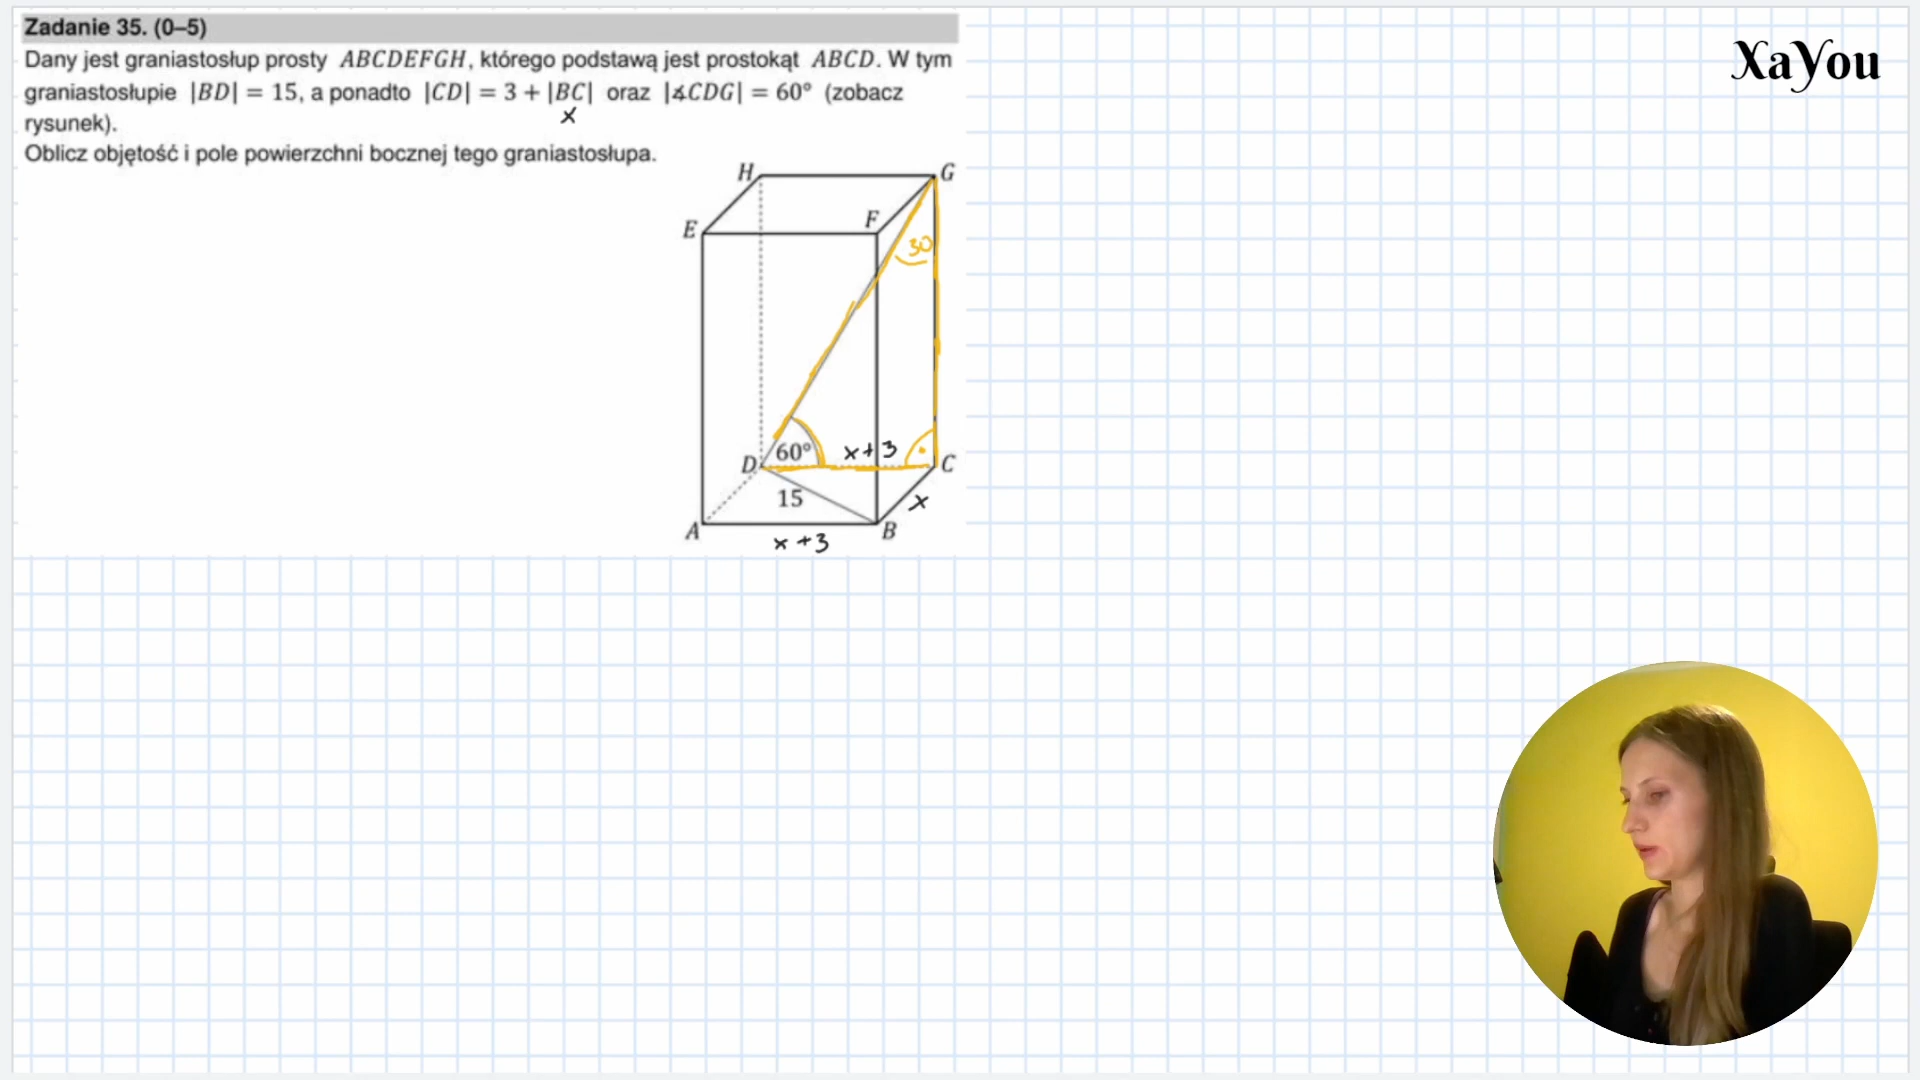 Zadanie 35. (0–5)
Dany jest graniastosłup prosty ABCDEFGH, którego podstawą jest prostokąt ABCD. W tym
graniastosłupie |BD| = 15, a ponadto |CD| = 3 + |BC| oraz |∡CDG| = 60° (zobacz
x
rysunek).
Oblicz objętość i pole powierzchni bocznej tego graniastosłupa.
XaYou
H
G
F
E
30
60°
x+3
D
C
15
x
A
B
x+3